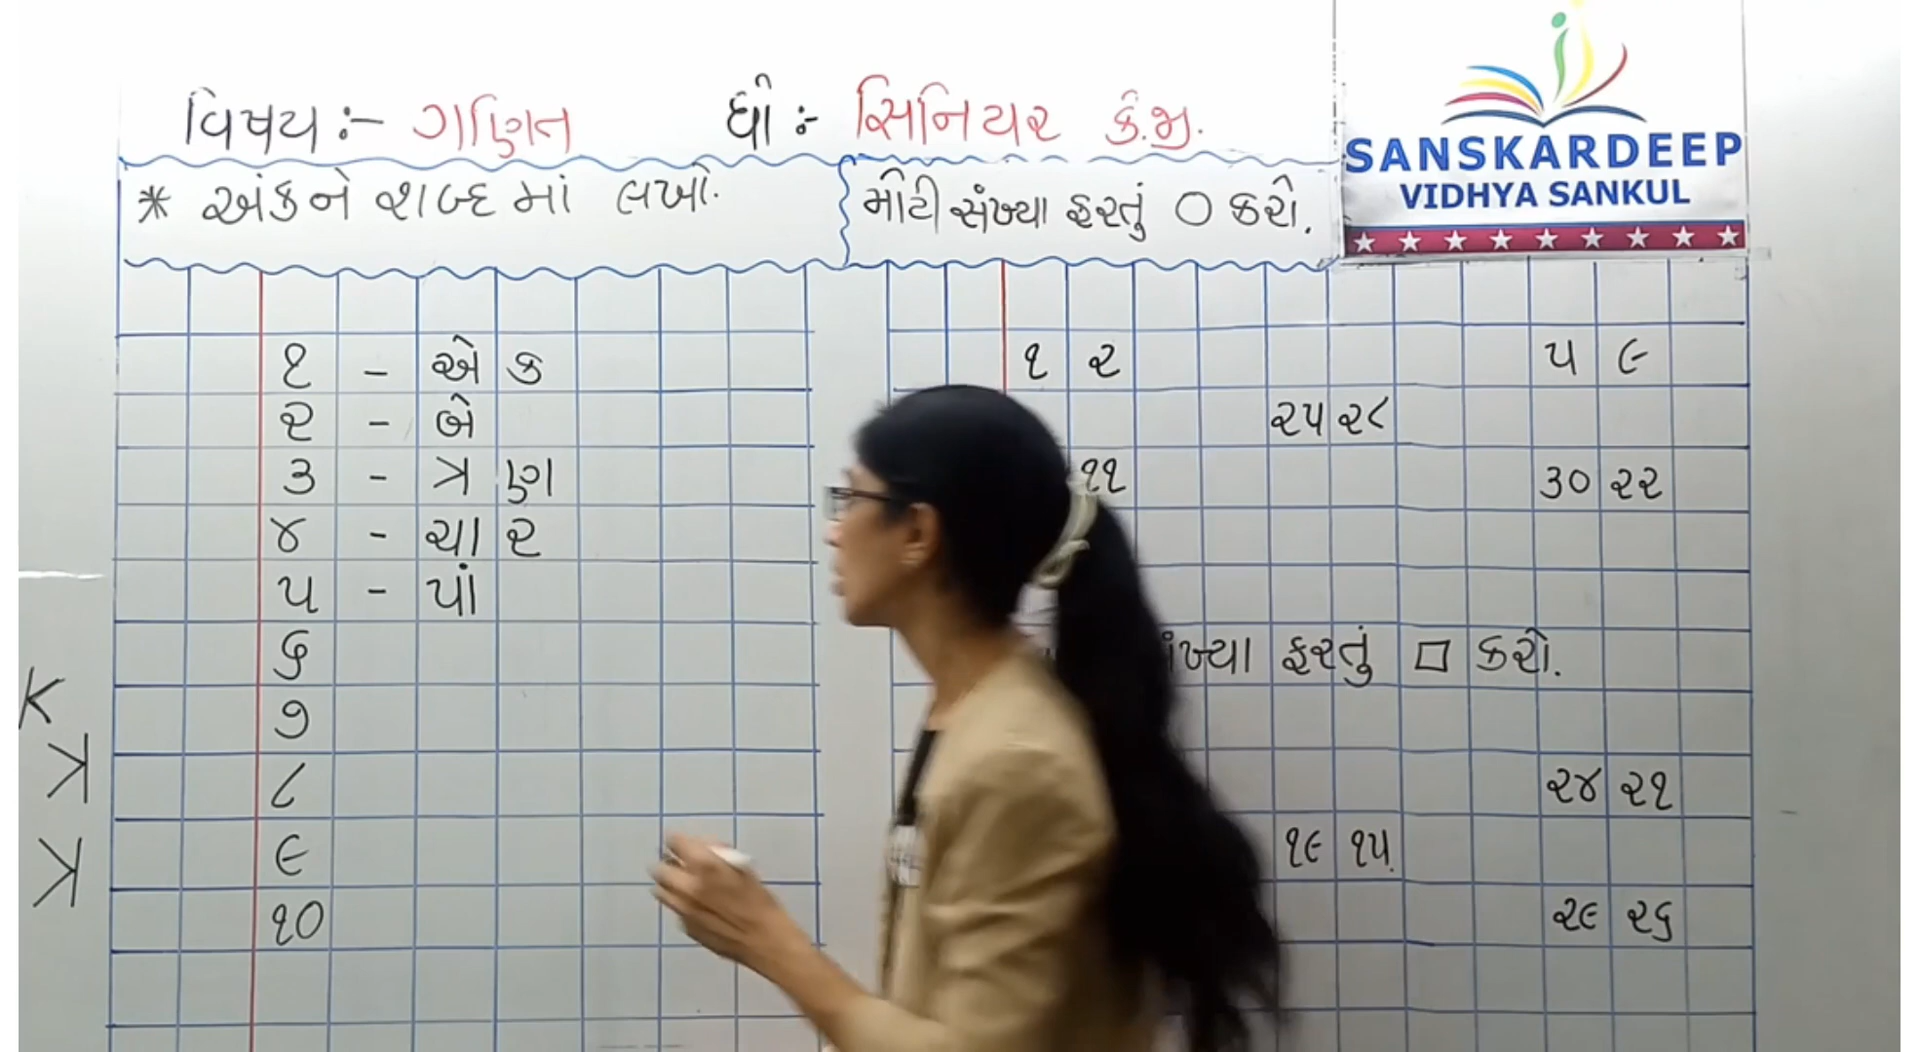 વિષય :- ગણિત
ધો :- સિનિયર કે.જી.
SANSKARDEEP
VIDHYA SANKUL
* અંકને શબ્દમાં લખો.
મોટી સંખ્યા ફરતું ○ કરો.
૧ - એક
૨ - બે
૩ - ત્રણ
૪ - ચાર
૫ - પાં
૬
૭
૮
૯
૧૦
૧ ૨
૫ ૯
૨૫ ૨૮
૧૧
૩૦ ૨૨
ફરતું □ કરો.
૨૪ ૨૧
૧૯ ૧૫
૨૯ ૨૬
K